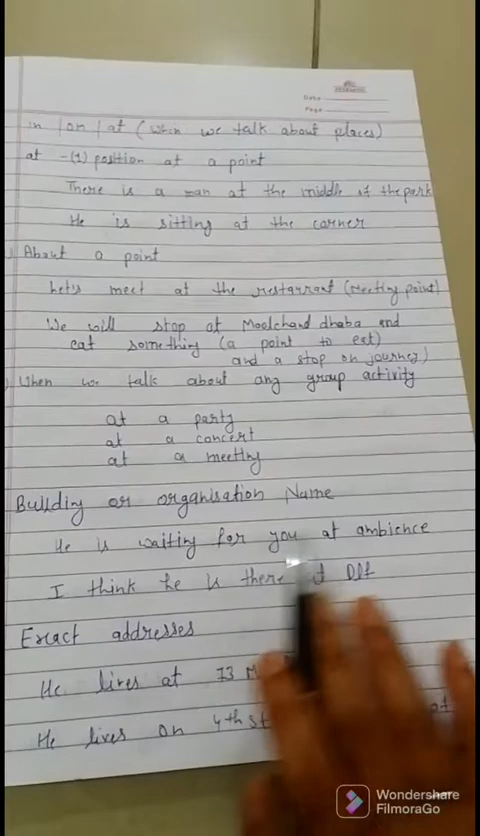 Date
Page
in / on / at (when we talk about places)
at - (1) position at a point
There is a man at the middle of the park
He is sitting at the corner
About a point
Let's meet at the restaurant (Meeting point)
We will stop at Moolchand dhaba and
eat something (a point to eat)
and a stop on journey)
When we talk about any group activity
at a party
at a concert
at a meeting
Building or organisation Name
He is waiting for you at ambience
I think he is there at Dlf
Exact addresses
He lives at 13 M
He lives on 4th st
Wondershare
FilmoraGo